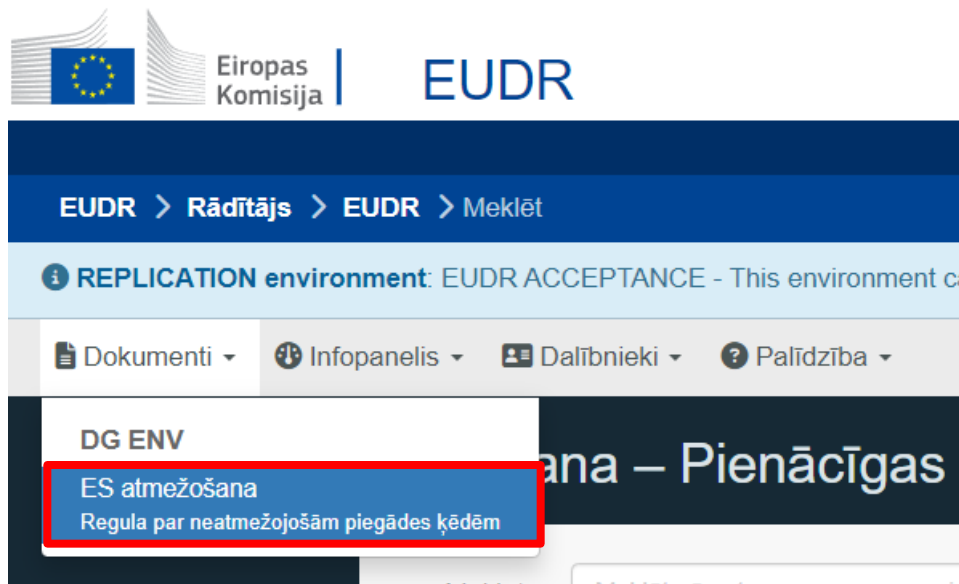 Eiropas
Komisija
EUDR
EUDR > Rādītājs > EUDR > Meklēt
REPLICATION environment: EUDR ACCEPTANCE - This environment
Dokumenti Infopanelis Dalībnieki Palīdzība
DG ENV
– Pienācīgas
ES atmežošana
Regula par neatmežojošām piegādes ķēdēm